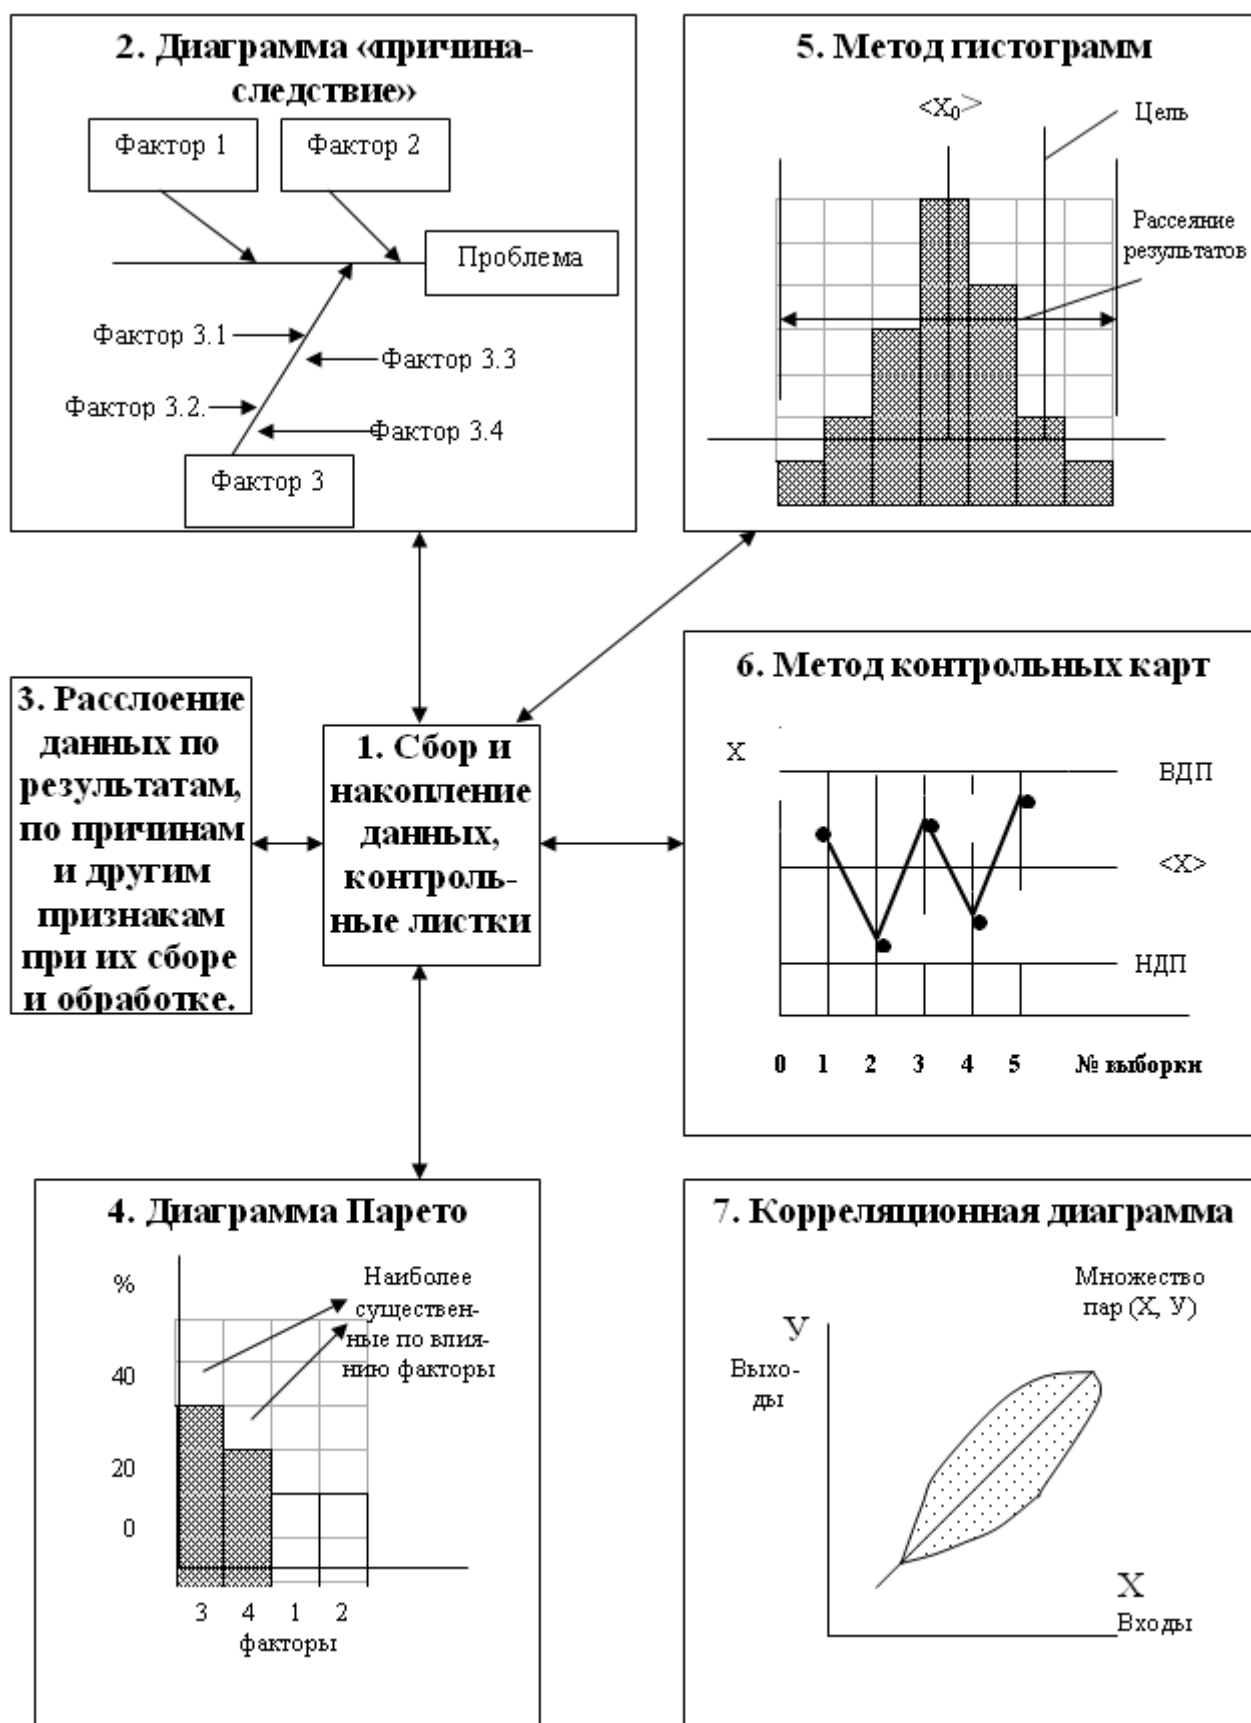 2. Диаграмма «причина-
следствие»
Фактор 1
Фактор 2
Проблема
Фактор 3.1
Фактор 3.3
Фактор 3.2.
Фактор 3.4
Фактор 3
5. Метод гистограмм
<X₀>
Цель
Рассеяние
результатов
3. Расслоение
данных по
результатам,
по причинам
и другим
признакам
при их сборе
и обработке.
1. Сбор и
накопление
данных,
контроль-
ные листки
6. Метод контрольных карт
X
ВДП
<X>
НДП
0 1 2 3 4 5 № выборки
4. Диаграмма Парето
%
40
20
0
Наиболее
существен-
ные по влия-
нию факторы
3 4 1 2
факторы
7. Корреляционная диаграмма
Множество
пар (X, У)
У
Выхо-
ды
X
Входы